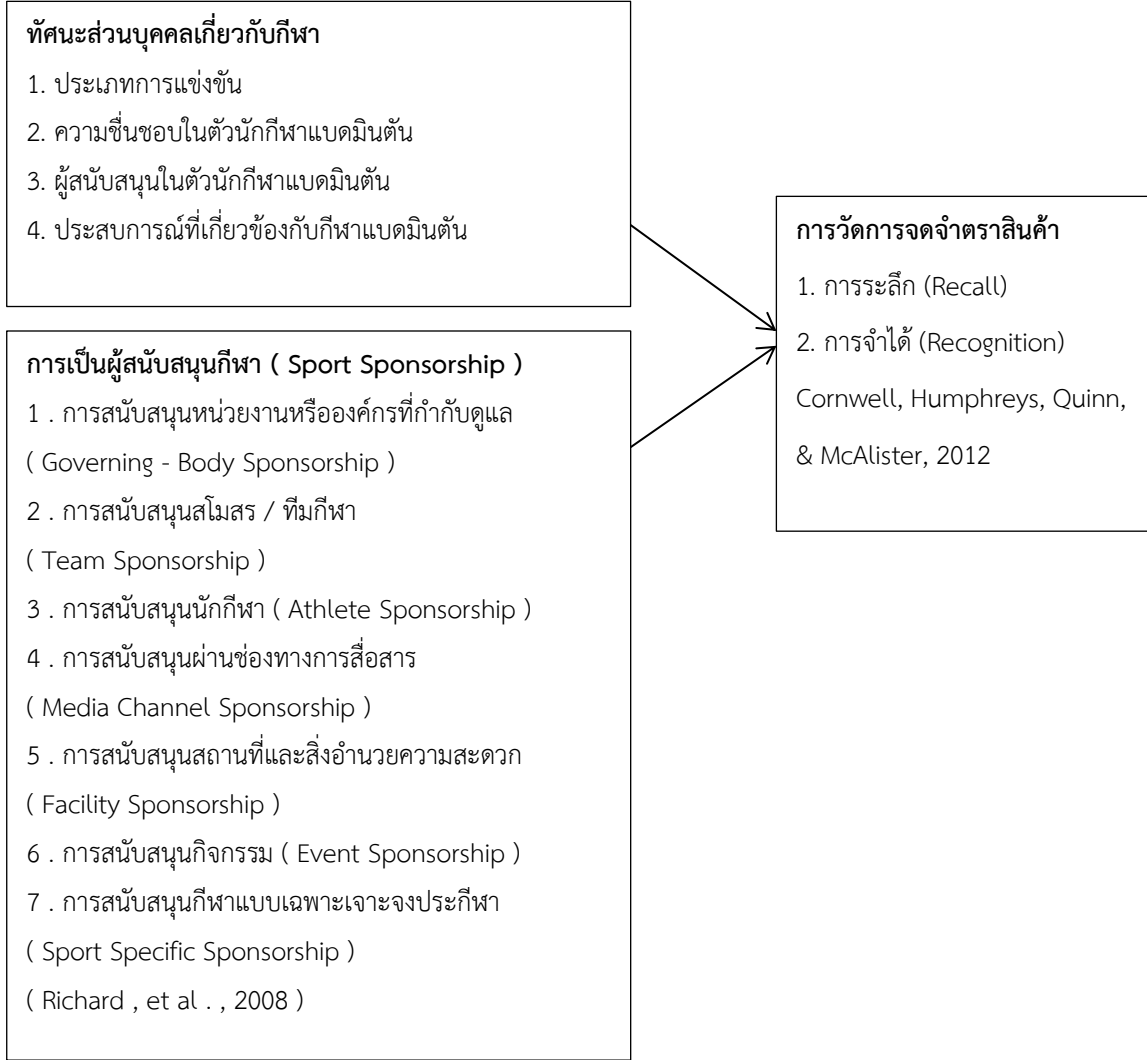 ทัศนะส่วนบุคคลเกี่ยวกับกีฬา
1. ประเภทการแข่งขัน
2. ความชื่นชอบในตัวนักกีฬาแบดมินตัน
3. ผู้สนับสนุนในตัวนักกีฬาแบดมินตัน
4. ประสบการณ์ที่เกี่ยวข้องกับกีฬาแบดมินตัน
การเป็นผู้สนับสนุนกีฬา ( Sport Sponsorship )
1 . การสนับสนุนหน่วยงานหรือองค์กรที่กำกับดูแล
( Governing - Body Sponsorship )
2 . การสนับสนุนสโมสร / ทีมกีฬา
( Team Sponsorship )
3 . การสนับสนุนนักกีฬา ( Athlete Sponsorship )
4 . การสนับสนุนผ่านช่องทางการสื่อสาร
( Media Channel Sponsorship )
5 . การสนับสนุนสถานที่และสิ่งอำนวยความสะดวก
( Facility Sponsorship )
6 . การสนับสนุนกิจกรรม ( Event Sponsorship )
7 . การสนับสนุนกีฬาแบบเฉพาะเจาะจงประกีฬา
( Sport Specific Sponsorship )
( Richard , et al . , 2008 )
การวัดการจดจำตราสินค้า
1. การระลึก (Recall)
2. การจำได้ (Recognition)
Cornwell, Humphreys, Quinn,
& McAlister, 2012